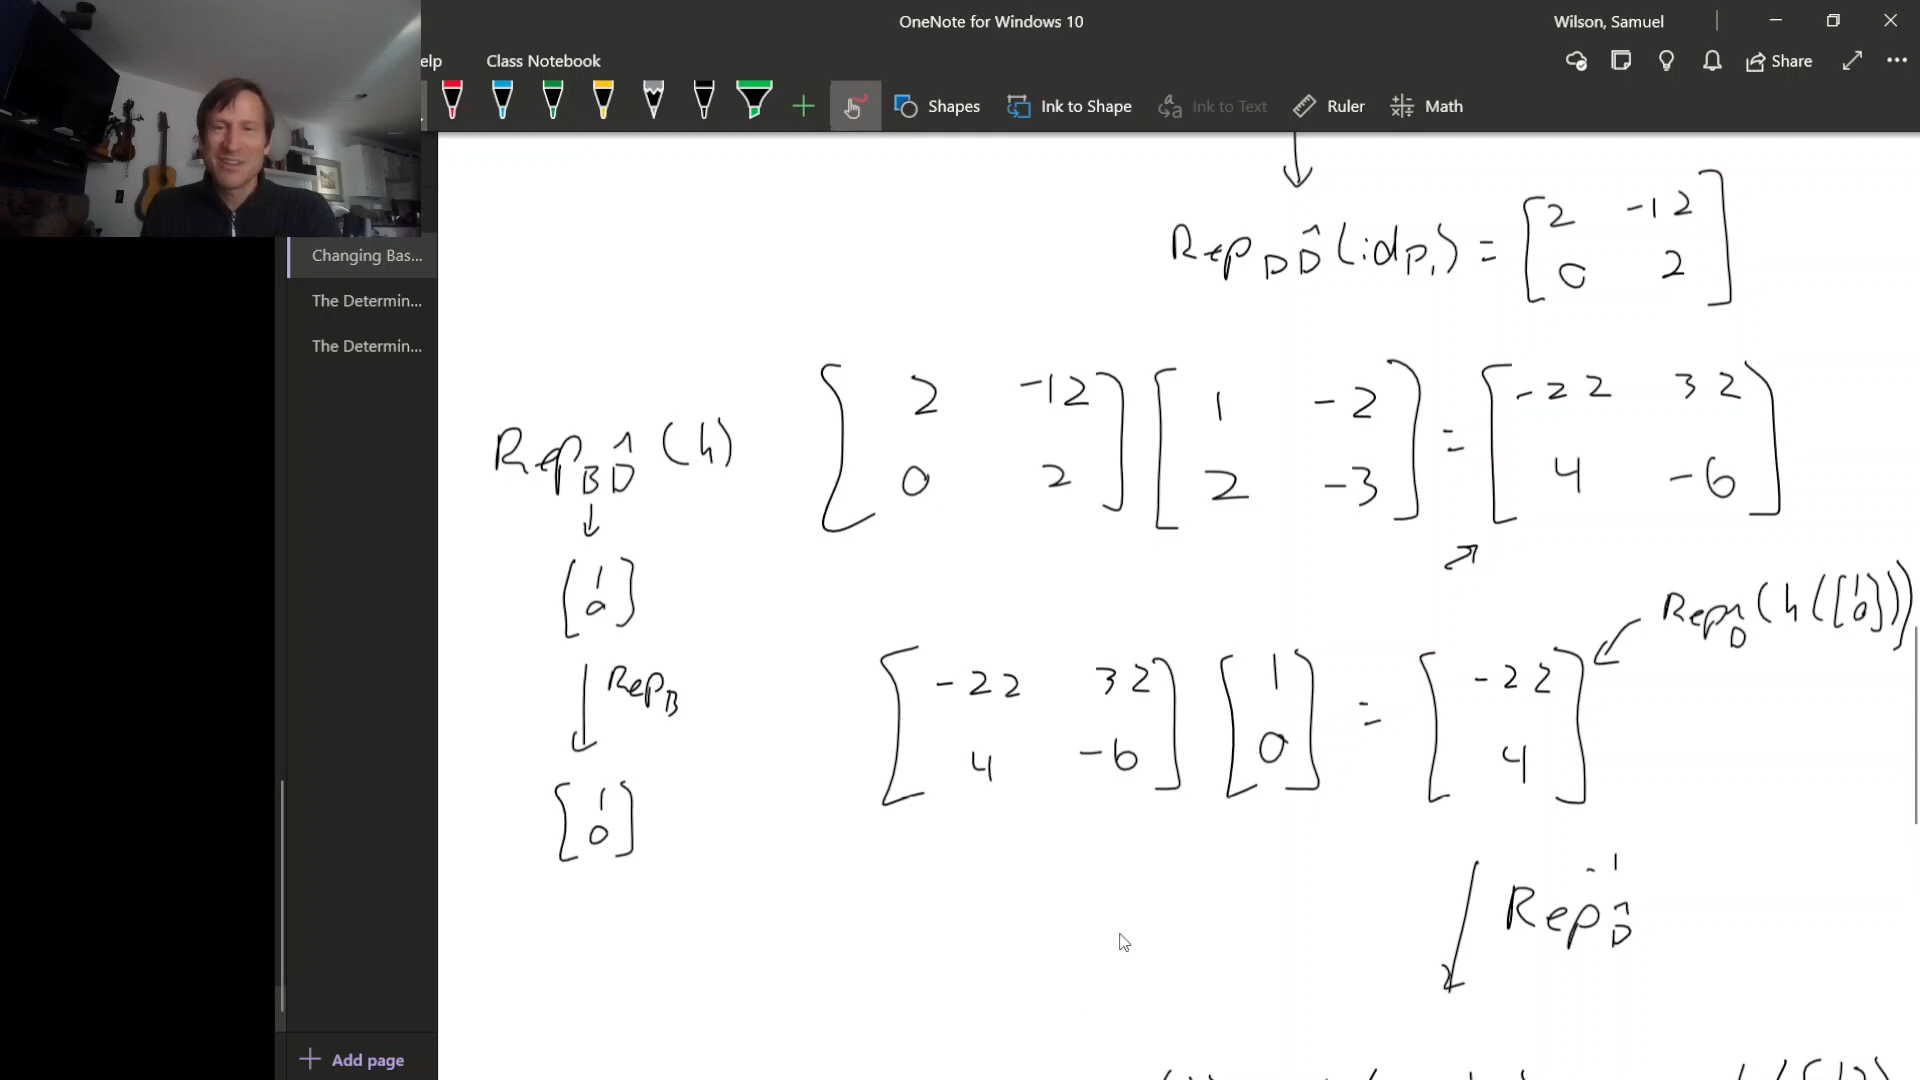 OneNote for Windows 10
Wilson, Samuel
elp Class Notebook
Share
Shapes Ink to Shape Ink to Text Ruler Math
Changing Bas...
The Determin...
The Determin...
Add page
Rep_{DD̂}(id_{P_1}) = [2 -12; 0 2]
Rep_{BD̂}(h) [2 -12; 0 2] [1 -2; 2 -3] = [-22 32; 4 -6]
↓
[1; 0]
↓ Rep_B
[1; 0]
[-22 32; 4 -6] [1; 0] = [-22; 4] ← Rep_{D̂}(h([1; 0]))
↓ Rep_{D̂}^{-1}